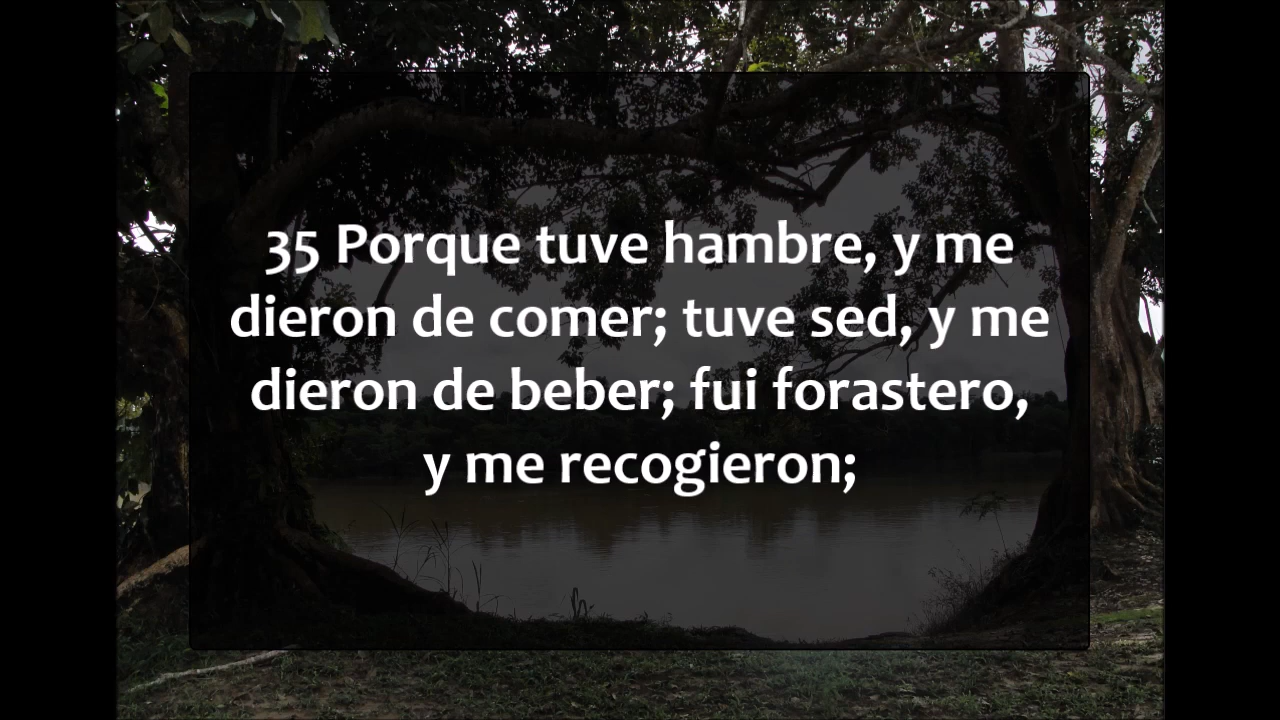 35 Porque tuve hambre, y me
dieron de comer; tuve sed, y me
dieron de beber; fui forastero,
y me recogieron;